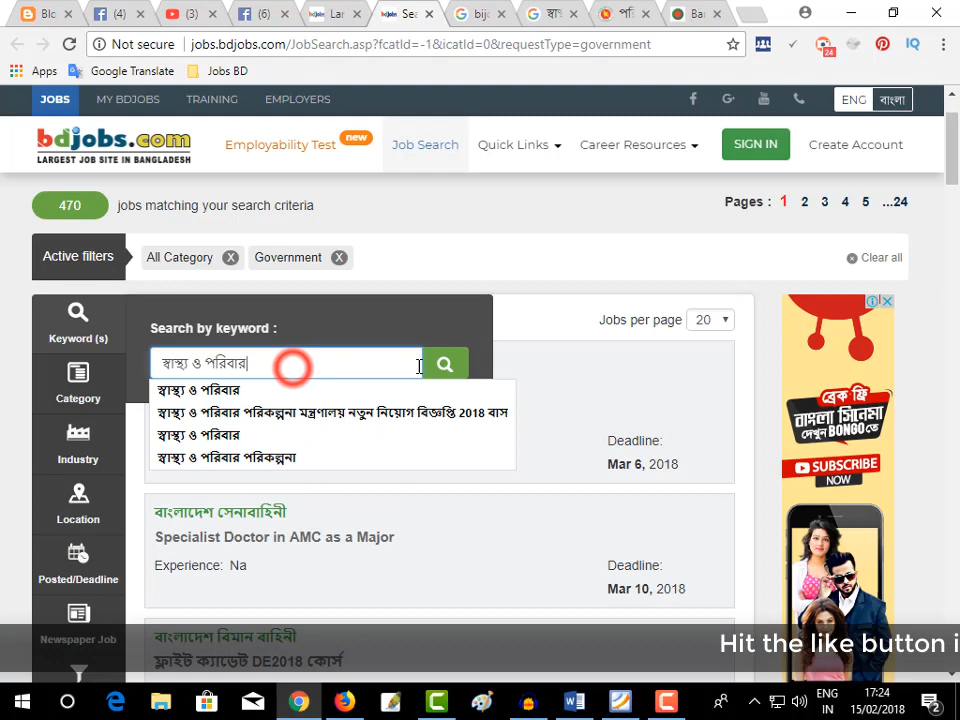 Blo
(4)
(3)
(6)
Lar
Sea
bijo
স্বাস্থ
পরি
Ban
Not secure
jobs.bdjobs.com/JobSearch.asp?fcatId=-1&icatId=0&requestType=government
IQ
24
Apps
Google Translate
Jobs BD
JOBS
MY BDJOBS
TRAINING
EMPLOYERS
ENG
বাংলা
bdjobs.com
LARGEST JOB SITE IN BANGLADESH
Employability Test
new
Job Search
Quick Links
Career Resources
SIGN IN
Create Account
470
jobs matching your search criteria
Pages : 1 2 3 4 5 ...24
Active filters
All Category X
Government X
Clear all
Keyword (s)
Search by keyword :
Jobs per page 20
স্বাস্থ্য ও পরিবার
স্বাস্থ্য ও পরিবার
স্বাস্থ্য ও পরিবার পরিকল্পনা মন্ত্রণালয় নতুন নিয়োগ বিজ্ঞপ্তি 2018 বাস
স্বাস্থ্য ও পরিবার
স্বাস্থ্য ও পরিবার পরিকল্পনা
Category
Industry
Location
Posted/Deadline
Newspaper Job
Deadline:
Mar 6, 2018
বাংলাদেশ সেনাবাহিনী
Specialist Doctor in AMC as a Major
Experience: Na
Deadline:
Mar 10, 2018
বাংলাদেশ বিমান বাহিনী
ফ্লাইট ক্যাডেট DE2018 কোর্স
ব্রেক ফ্রি
বাংলা সিনেমা
দেখুন BONGOতে
SUBSCRIBE
NOW
Hit the like button i
ENG
IN
17:24
15/02/2018
2